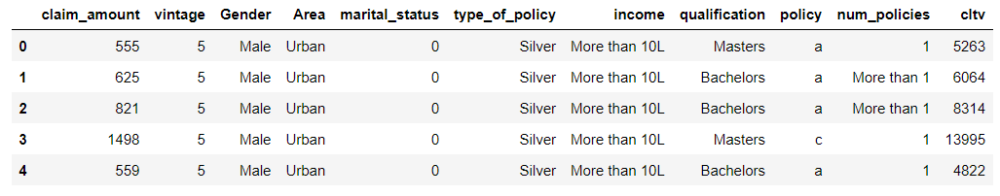 claim_amount vintage Gender Area marital_status type_of_policy income qualification policy num_policies cltv
0 555 5 Male Urban 0 Silver More than 10L Masters a 1 5263
1 625 5 Male Urban 0 Silver More than 10L Bachelors a More than 1 6064
2 821 5 Male Urban 0 Silver More than 10L Bachelors a More than 1 8314
3 1498 5 Male Urban 0 Silver More than 10L Masters c 1 13995
4 559 5 Male Urban 0 Silver More than 10L Bachelors a 1 4822